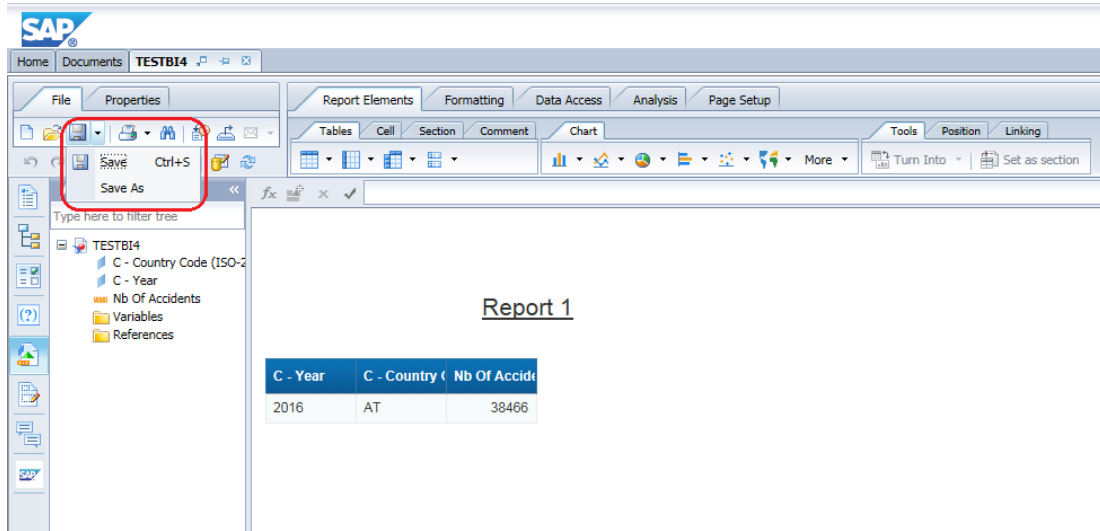 SAP®
Home Documents TESTBI4
File Properties Report Elements Formatting Data Access Analysis Page Setup
Tables Cell Section Comment Chart Tools Position Linking
Save Ctrl+S More Turn Into Set as section
Save As
fx
Type here to filter tree
TESTBI4
C - Country Code (ISO-2
C - Year
Nb Of Accidents
Variables
References
Report 1
C - Year C - Country ( Nb Of Accide
2016 AT 38466
SAP